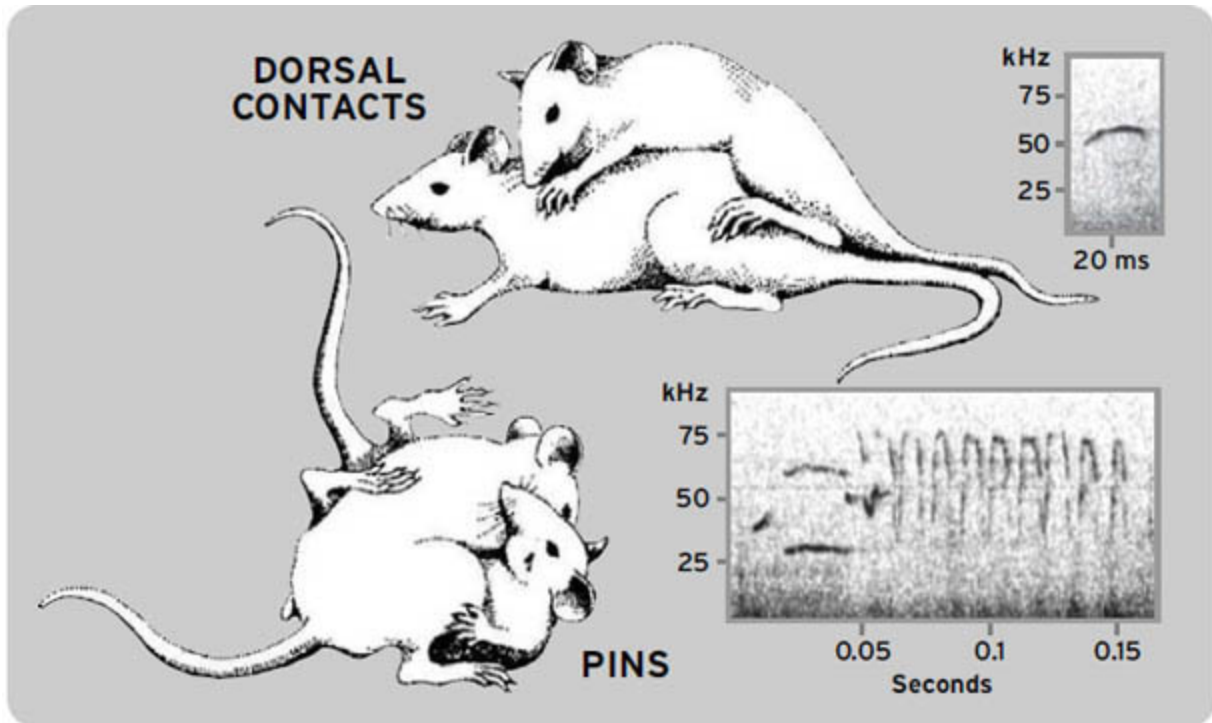 DORSAL
CONTACTS
kHz
75
50
25
20 ms
kHz
75
50
25
0.05 0.1 0.15
Seconds
PINS